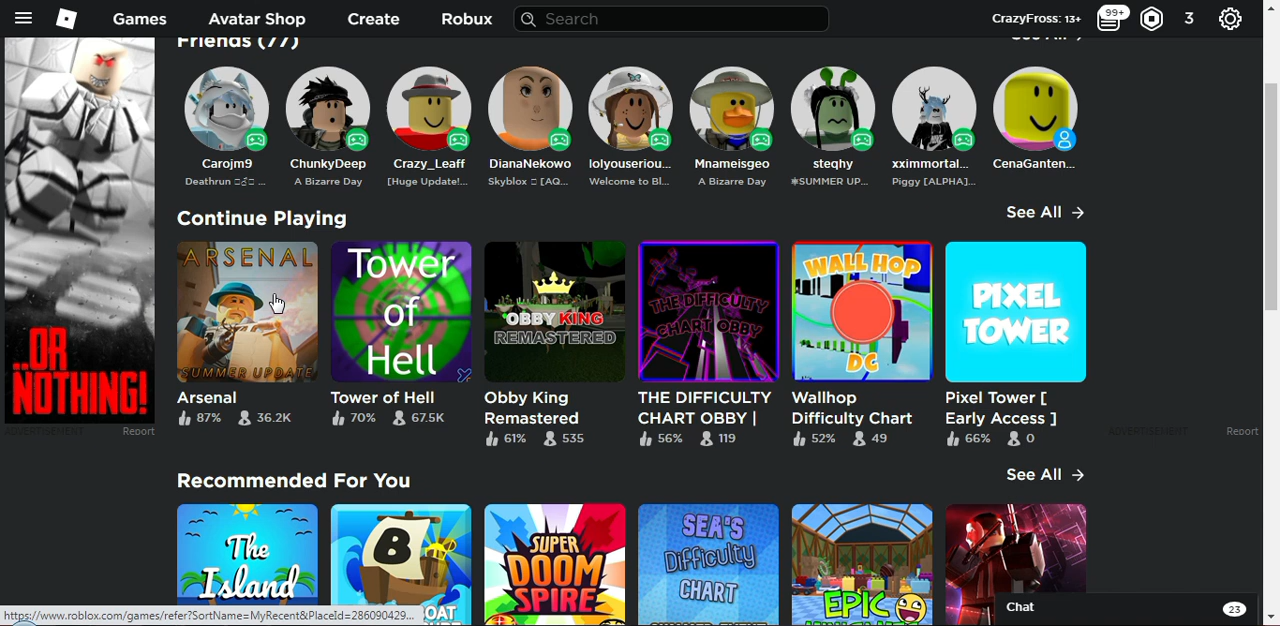 Games Avatar Shop Create Robux Search CrazyFross: 13+ 99+ 3
Friends (77) See All
Carojm9 ChunkyDeep Crazy_Leaff DianaNekowo lolyouseriou... Mnameisgeo steqhy xximmortal... CenaGanten...
Deathrun ... A Bizarre Day [Huge Update!... Skyblox [AQ... Welcome to Bl... A Bizarre Day SUMMER UP... Piggy [ALPHA]...
Continue Playing See All
ARSENAL
SUMMER UPDATE
Tower
of
Hell
OBBY KING
REMASTERED
THE DIFFICULTY
CHART OBBY
WALL HOP
DC
PIXEL
TOWER
..OR
NOTHING!
Arsenal
87% 36.2K
Tower of Hell
70% 67.5K
Obby King
Remastered
61% 535
THE DIFFICULTY
CHART OBBY |
56% 119
Wallhop
Difficulty Chart
52% 49
Pixel Tower [
Early Access ]
66% 0
ADVERTISEMENT Report
ADVERTISEMENT Report
Recommended For You See All
The
Island
B
OAT
SUPER
DOOM
SPIRE
SEA'S
Difficulty
CHART
EPIC
Chat 23
https://www.roblox.com/games/refer?SortName=MyRecent&PlaceId=286090429...